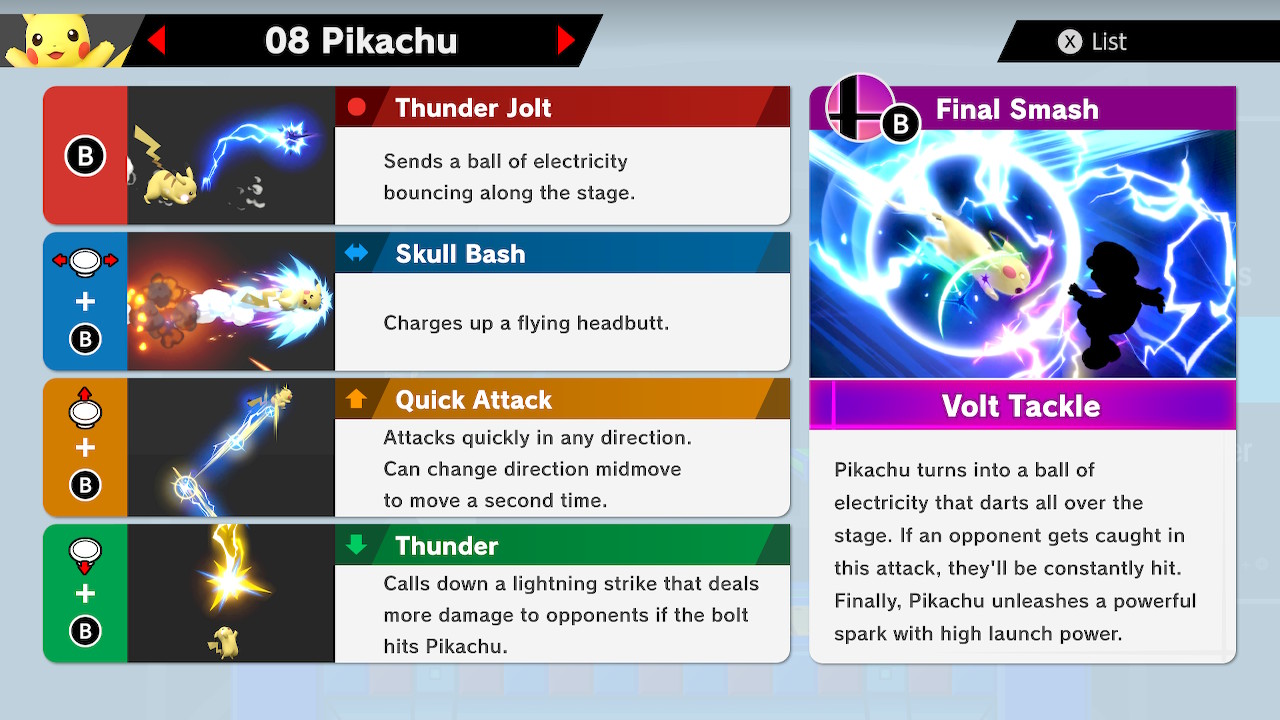 08 Pikachu
X List
B
Thunder Jolt
Sends a ball of electricity
bouncing along the stage.
+
B
Skull Bash
Charges up a flying headbutt.
+
B
Quick Attack
Attacks quickly in any direction.
Can change direction midmove
to move a second time.
+
B
Thunder
Calls down a lightning strike that deals
more damage to opponents if the bolt
hits Pikachu.
B
Final Smash
Volt Tackle
Pikachu turns into a ball of
electricity that darts all over the
stage. If an opponent gets caught in
this attack, they'll be constantly hit.
Finally, Pikachu unleashes a powerful
spark with high launch power.